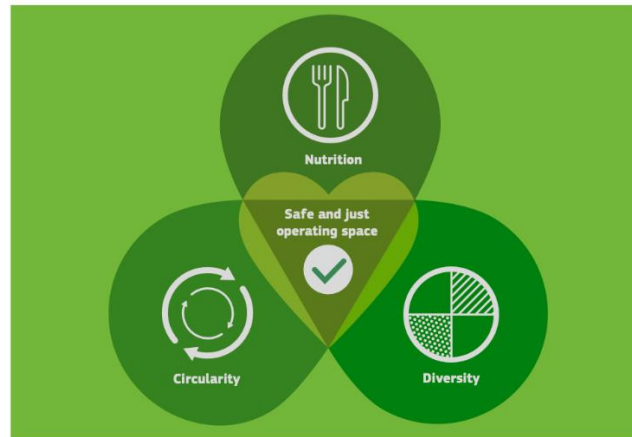 Nutrition
Safe and just
operating space
Circularity
Diversity